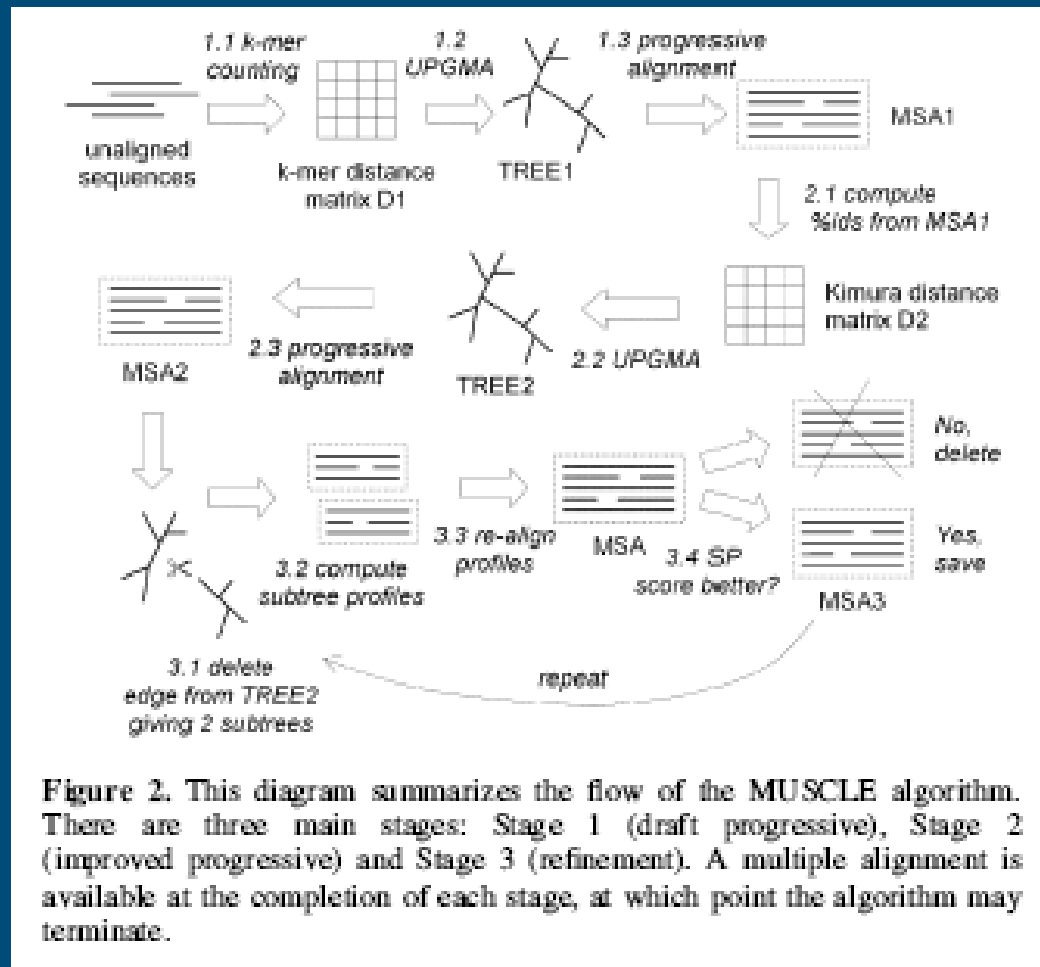 1.1 k-mer
counting
1.2
UPGMA
1.3 progressive
alignment
unaligned
sequences
k-mer distance
matrix D1
TREE1
MSA1
2.1 compute
%ids from MSA1
Kimura distance
matrix D2
2.2 UPGMA
TREE2
2.3 progressive
alignment
MSA2
3.1 delete
edge from TREE2
giving 2 subtrees
3.2 compute
subtree profiles
3.3 re-align
profiles
MSA
3.4 SP
score better?
No,
delete
Yes,
save
MSA3
repeat
Figure 2. This diagram summarizes the flow of the MUSCLE algorithm.
There are three main stages: Stage 1 (draft progressive), Stage 2
(improved progressive) and Stage 3 (refinement). A multiple alignment is
available at the completion of each stage, at which point the algorithm may
terminate.